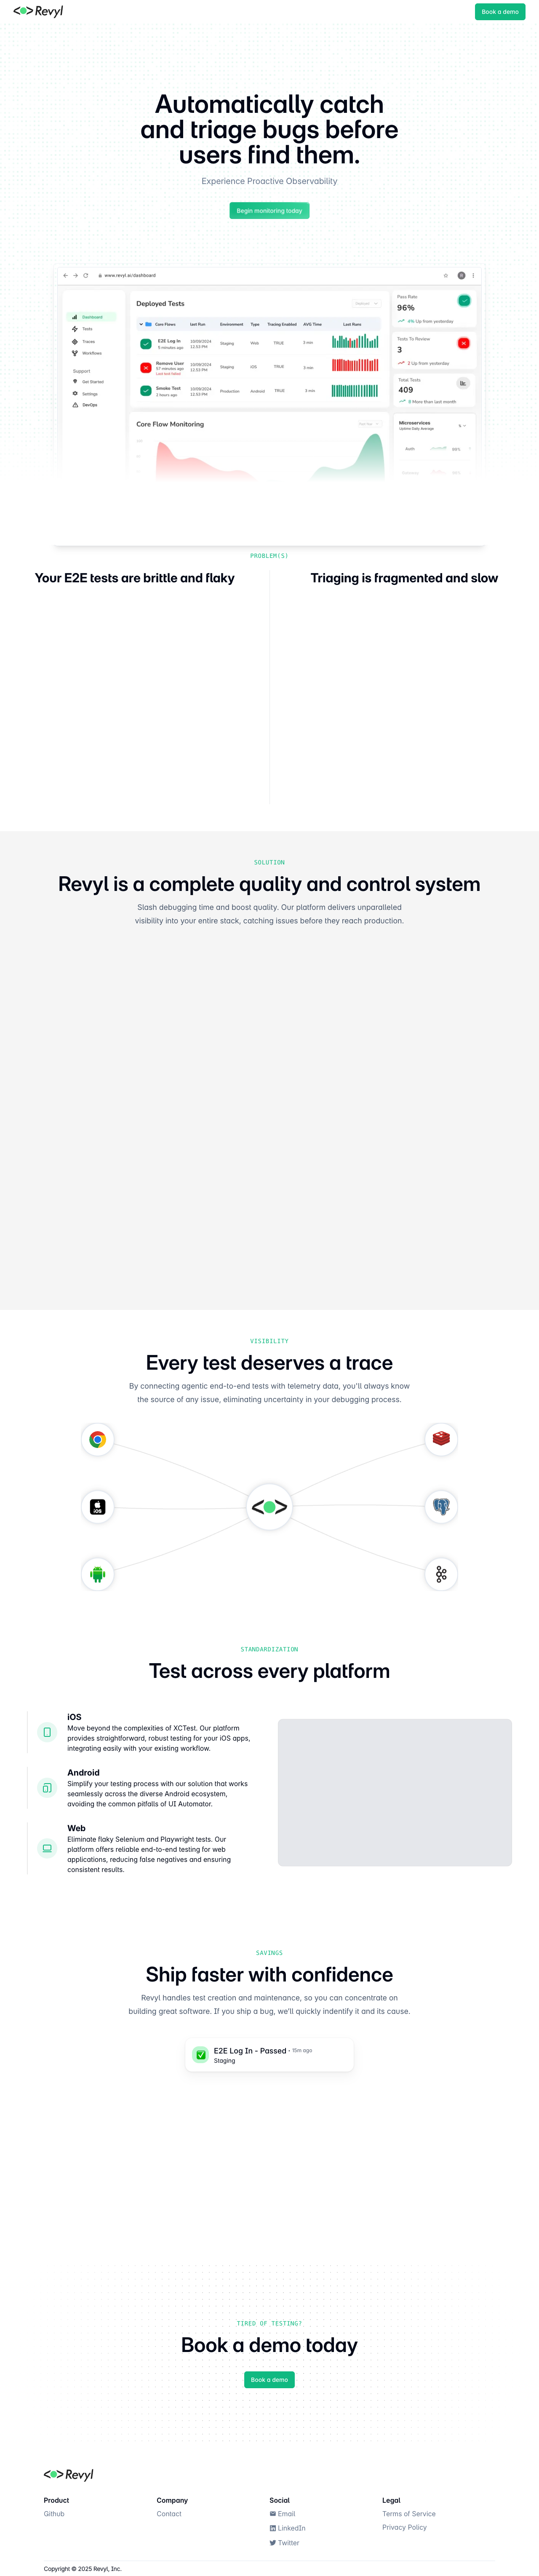 Revyl
Book a demo
Automatically catch
and triage bugs before
users find them.
Experience Proactive Observability
Begin monitoring today
www.revyl.ai/dashboard
Dashboard
Tests
Traces
Workflows
Support
Get Started
Settings
DevOps
Deployed Tests
Core Flows last Run Environment Type Tracing Enabled AVG. Time Last Runs
E2E Log In
5 minutes ago
10/09/2024
11:53 PM
Staging Web TRUE 3 min
Remove User
57 minutes ago
Last test failed
10/09/2024
11:53 PM
Staging iOS TRUE 3 min
Smoke Test
2 hours ago
10/09/2024
11:53 PM
Production Android TRUE 3 min
Core Flow Monitoring
Pass Rate
96%
4% Up from yesterday
Tests To Review
3
2 Up from yesterday
Total Tests
409
9 More than last month
Microservices
Uptime Daily Average
Auth
PROBLEM(S)
Your E2E tests are brittle and flaky
Triaging is fragmented and slow
SOLUTION
Revyl is a complete quality and control system
Slash debugging time and boost quality. Our platform delivers unparalleled
visibility into your entire stack, catching issues before they reach production.
VISIBILITY
Every test deserves a trace
By connecting agentic end-to-end tests with telemetry data, you'll always know
the source of any issue, eliminating uncertainty in your debugging process.
iOS
STANDARDIZATION
Test across every platform
iOS
Move beyond the complexities of XCTest. Our platform
provides straightforward, robust testing for your iOS apps,
integrating easily with your existing workflow.
Android
Simplify your testing process with our solution that works
seamlessly across the diverse Android ecosystem,
avoiding the common pitfalls of UI Automator.
Web
Eliminate flaky Selenium and Playwright tests. Our
platform offers reliable end-to-end testing for web
applications, reducing false negatives and ensuring
consistent results.
SAVINGS
Ship faster with confidence
Revyl handles test creation and maintenance, so you can concentrate on
building great software. If you ship a bug, we'll quickly indentify it and its cause.
E2E Log In - Passed • 15m ago
Staging
TIRED OF TESTING?
Book a demo today
Book a demo
Revyl
Product
Github
Company
Contact
Social
Email
LinkedIn
Twitter
Legal
Terms of Service
Privacy Policy
Copyright © 2025 Revyl, Inc.